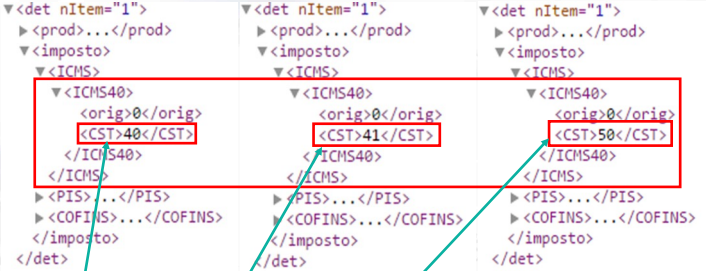 ▼<det nItem="1">
▶<prod>...</prod>
▼<imposto>
▼<ICMS>
▼<ICMS40>
<orig>0</orig>
<CST>40</CST>
</ICMS40>
</ICMS>
▶<PIS>...</PIS>
▶<COFINS>...</COFINS>
</imposto>
</det>
▼<det nItem="1">
▶<prod>...</prod>
▼<imposto>
▼<ICMS>
▼<ICMS40>
<orig>0</orig>
<CST>41</CST>
</ICMS40>
</ICMS>
▶<PIS>...</PIS>
▶<COFINS>...</COFINS>
</imposto>
</det>
▼<det nItem="1">
▶<prod>...</prod>
▼<imposto>
▼<ICMS>
▼<ICMS40>
<orig>0</orig>
<CST>50</CST>
</ICMS40>
</ICMS>
▶<PIS>...</PIS>
▶<COFINS>...</COFINS>
</imposto>
</det>